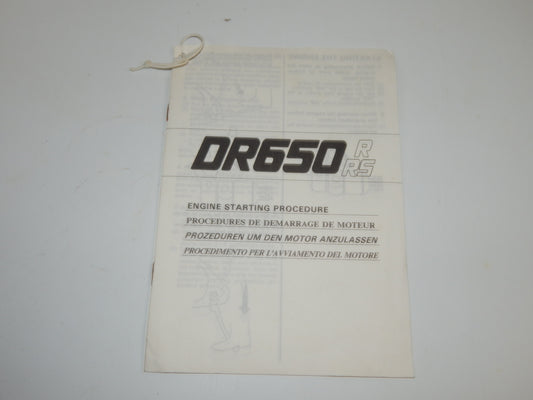 DR650 R
RS
ENGINE STARTING PROCEDURE
PROCEDURES DE DEMARRAGE DE MOTEUR
PROZEDUREN UM DEN MOTOR ANZULASSEN
PROCEDIMENTO PER L'AVVIAMENTO DEL MOTORE